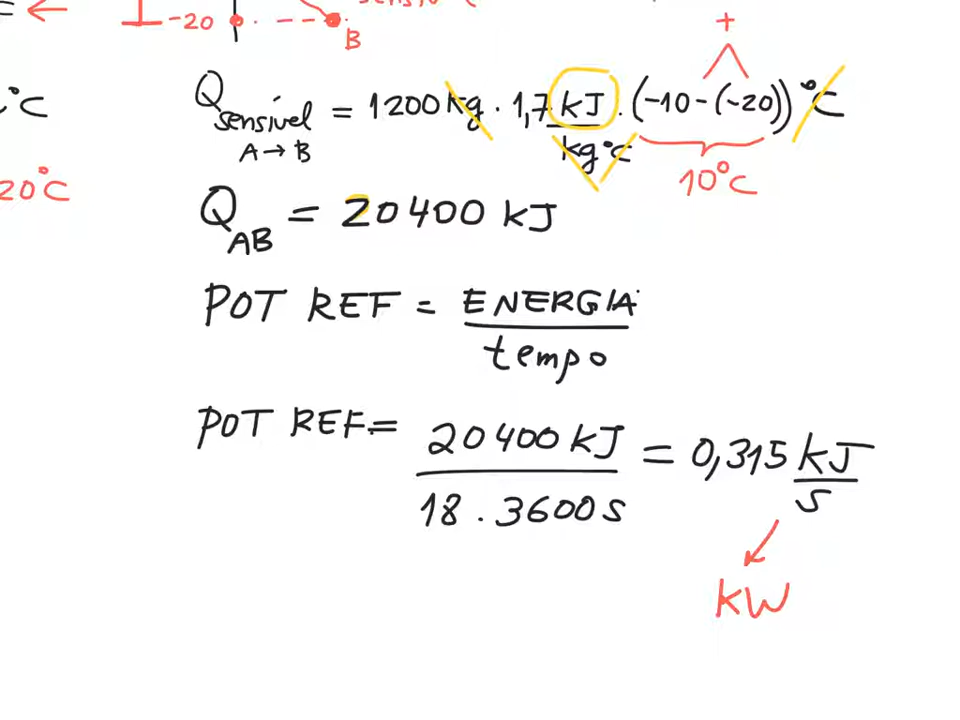 -20
B
+
°C
20°C
Q sensível A→B = 1200 kg · 1,7 kJ/kg°C · (-10-(-20)) °C
10°C
Q AB = 20400 kJ
POT REF = ENERGIA
tempo
POT REF = 20400 kJ = 0,315 kJ/s
18 . 3600 s
kW